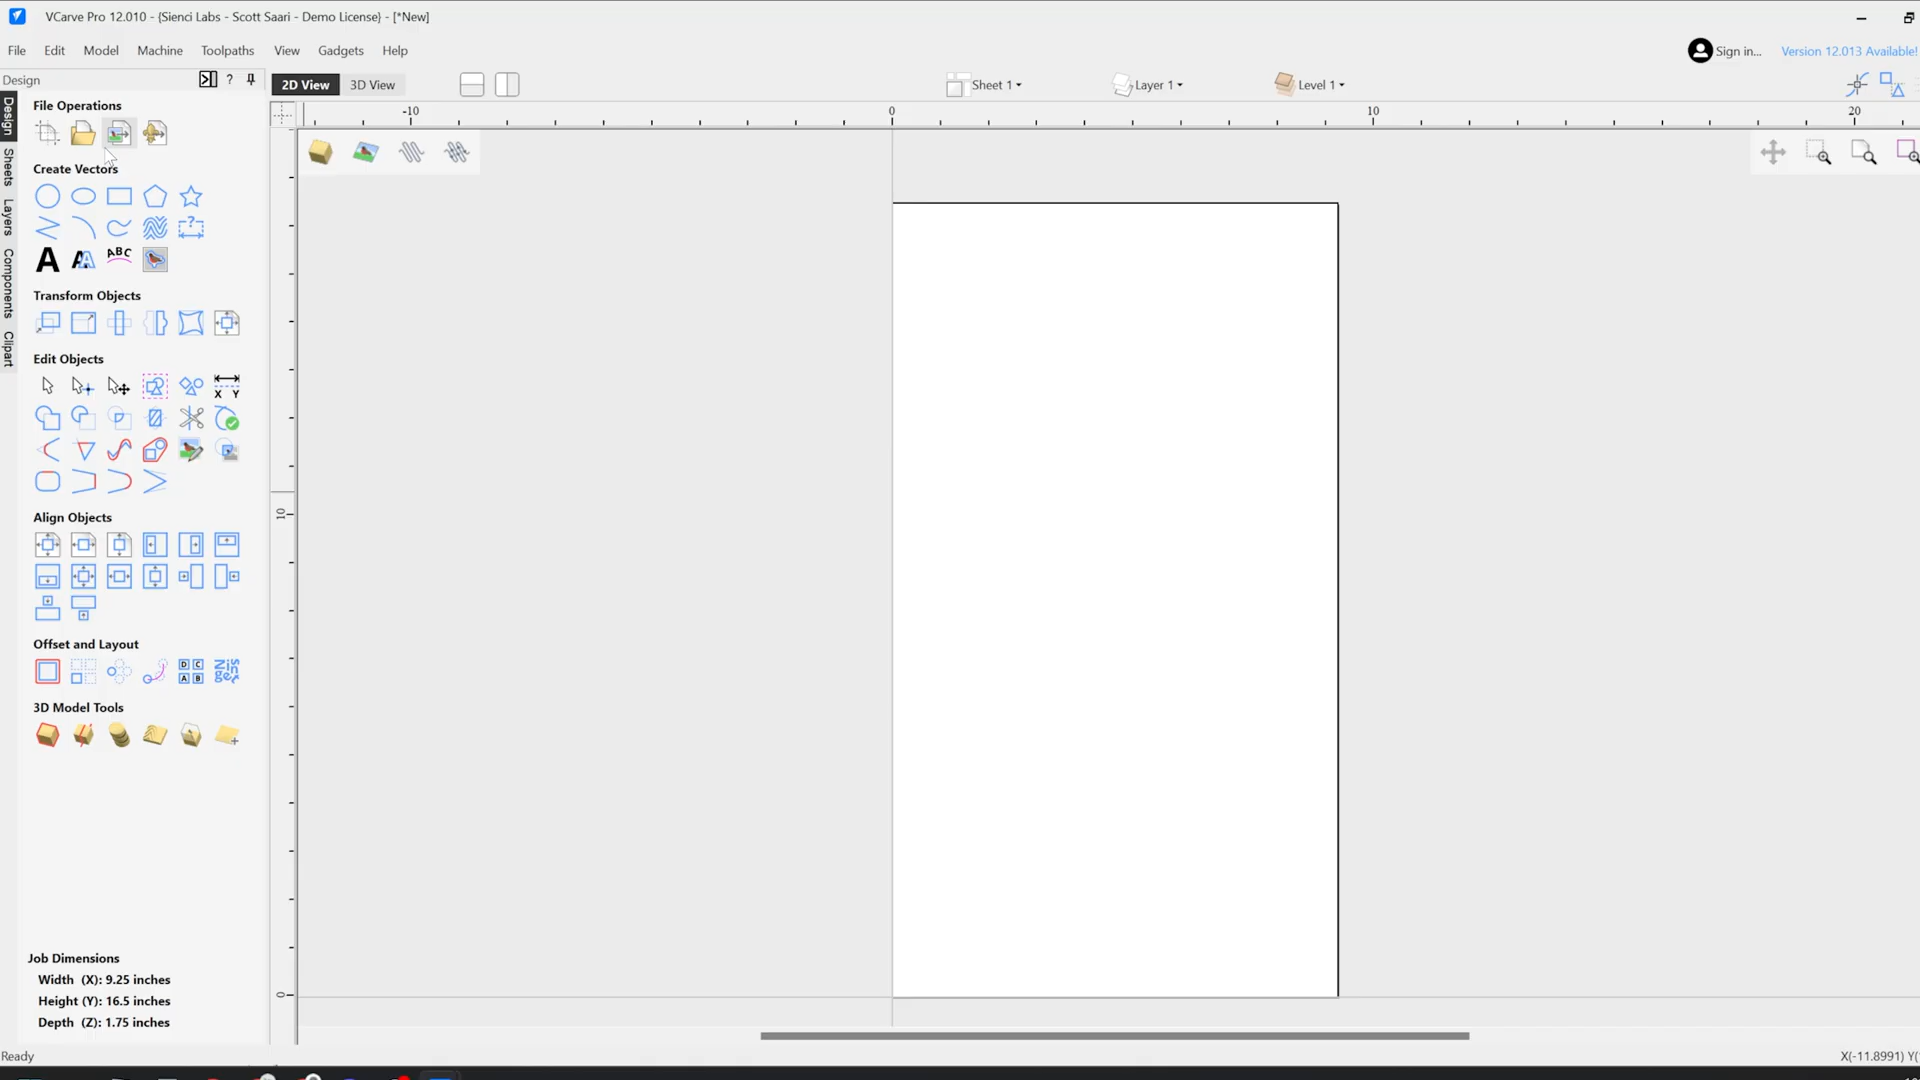 VCarve Pro 12.010 - {Sienci Labs - Scott Saari - Demo License} - [*New]
File Edit Model Machine Toolpaths View Gadgets Help
Sign in... Version 12.013 Available!
Design
?
2D View 3D View
Sheet 1
Layer 1
Level 1
-10 0 10 20
Design
Sheets
Layers
Components
Clipart
File Operations
Create Vectors
A
A
ABC
Transform Objects
Edit Objects
X Y
Align Objects
Offset and Layout
D C
A B
3D Model Tools
10
0
Job Dimensions
Width (X): 9.25 inches
Height (Y): 16.5 inches
Depth (Z): 1.75 inches
Ready
X(-11.8991) Y(